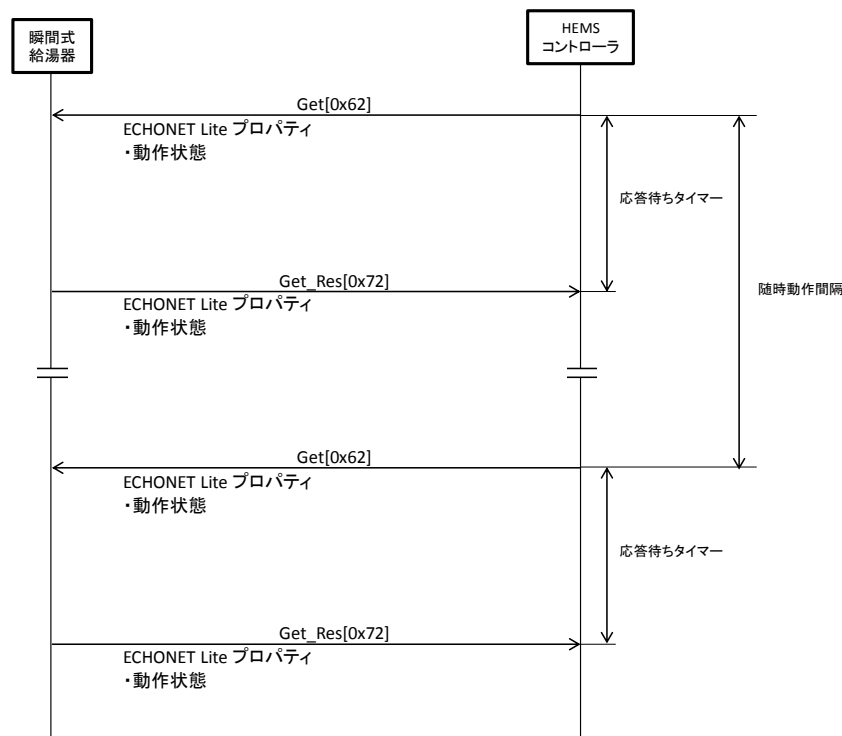 瞬間式
給湯器
HEMS
コントローラ
Get[0x62]
ECHONET Lite プロパティ
・動作状態
応答待ちタイマー
Get_Res[0x72]
ECHONET Lite プロパティ
・動作状態
随時動作間隔
Get[0x62]
ECHONET Lite プロパティ
・動作状態
応答待ちタイマー
Get_Res[0x72]
ECHONET Lite プロパティ
・動作状態